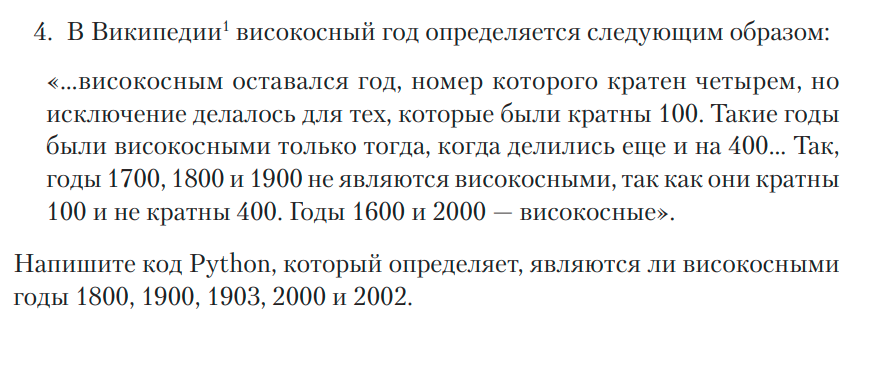 4. В Википедии¹ високосный год определяется следующим образом:
«...високосным оставался год, номер которого кратен четырем, но
исключение делалось для тех, которые были кратны 100. Такие годы
были високосными только тогда, когда делились еще и на 400... Так,
годы 1700, 1800 и 1900 не являются високосными, так как они кратны
100 и не кратны 400. Годы 1600 и 2000 — високосные».
Напишите код Python, который определяет, являются ли високосными
годы 1800, 1900, 1903, 2000 и 2002.